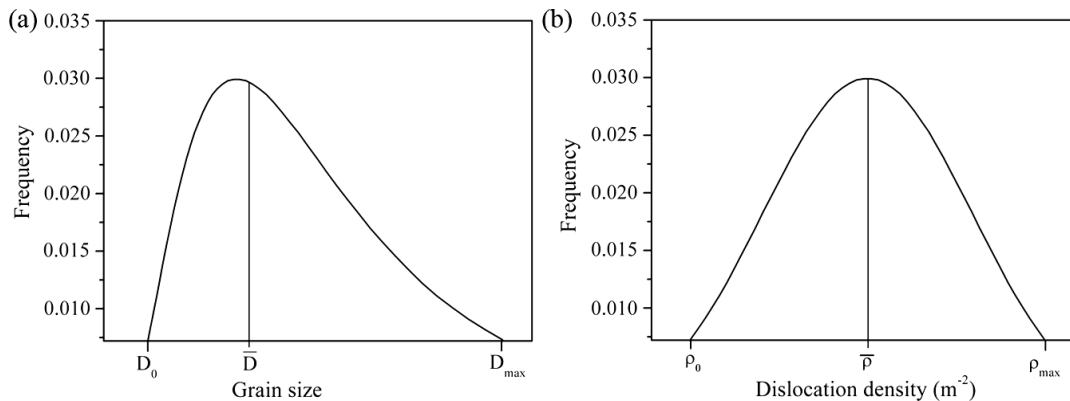 (a)
0.035
0.030
0.025
0.020
0.015
0.010
Frequency
D₀
D̄
Dₘₐₓ
Grain size
(b)
0.035
0.030
0.025
0.020
0.015
0.010
Frequency
ρ₀
ρ̄
ρₘₐₓ
Dislocation density (m⁻²)